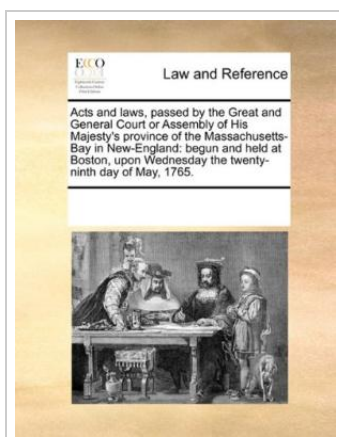 ECCO
Law and Reference
Acts and laws, passed by the Great and
General Court or Assembly of His
Majesty's province of the Massachusetts-
Bay in New-England: begun and held at
Boston, upon Wednesday the twenty-
ninth day of May, 1765.